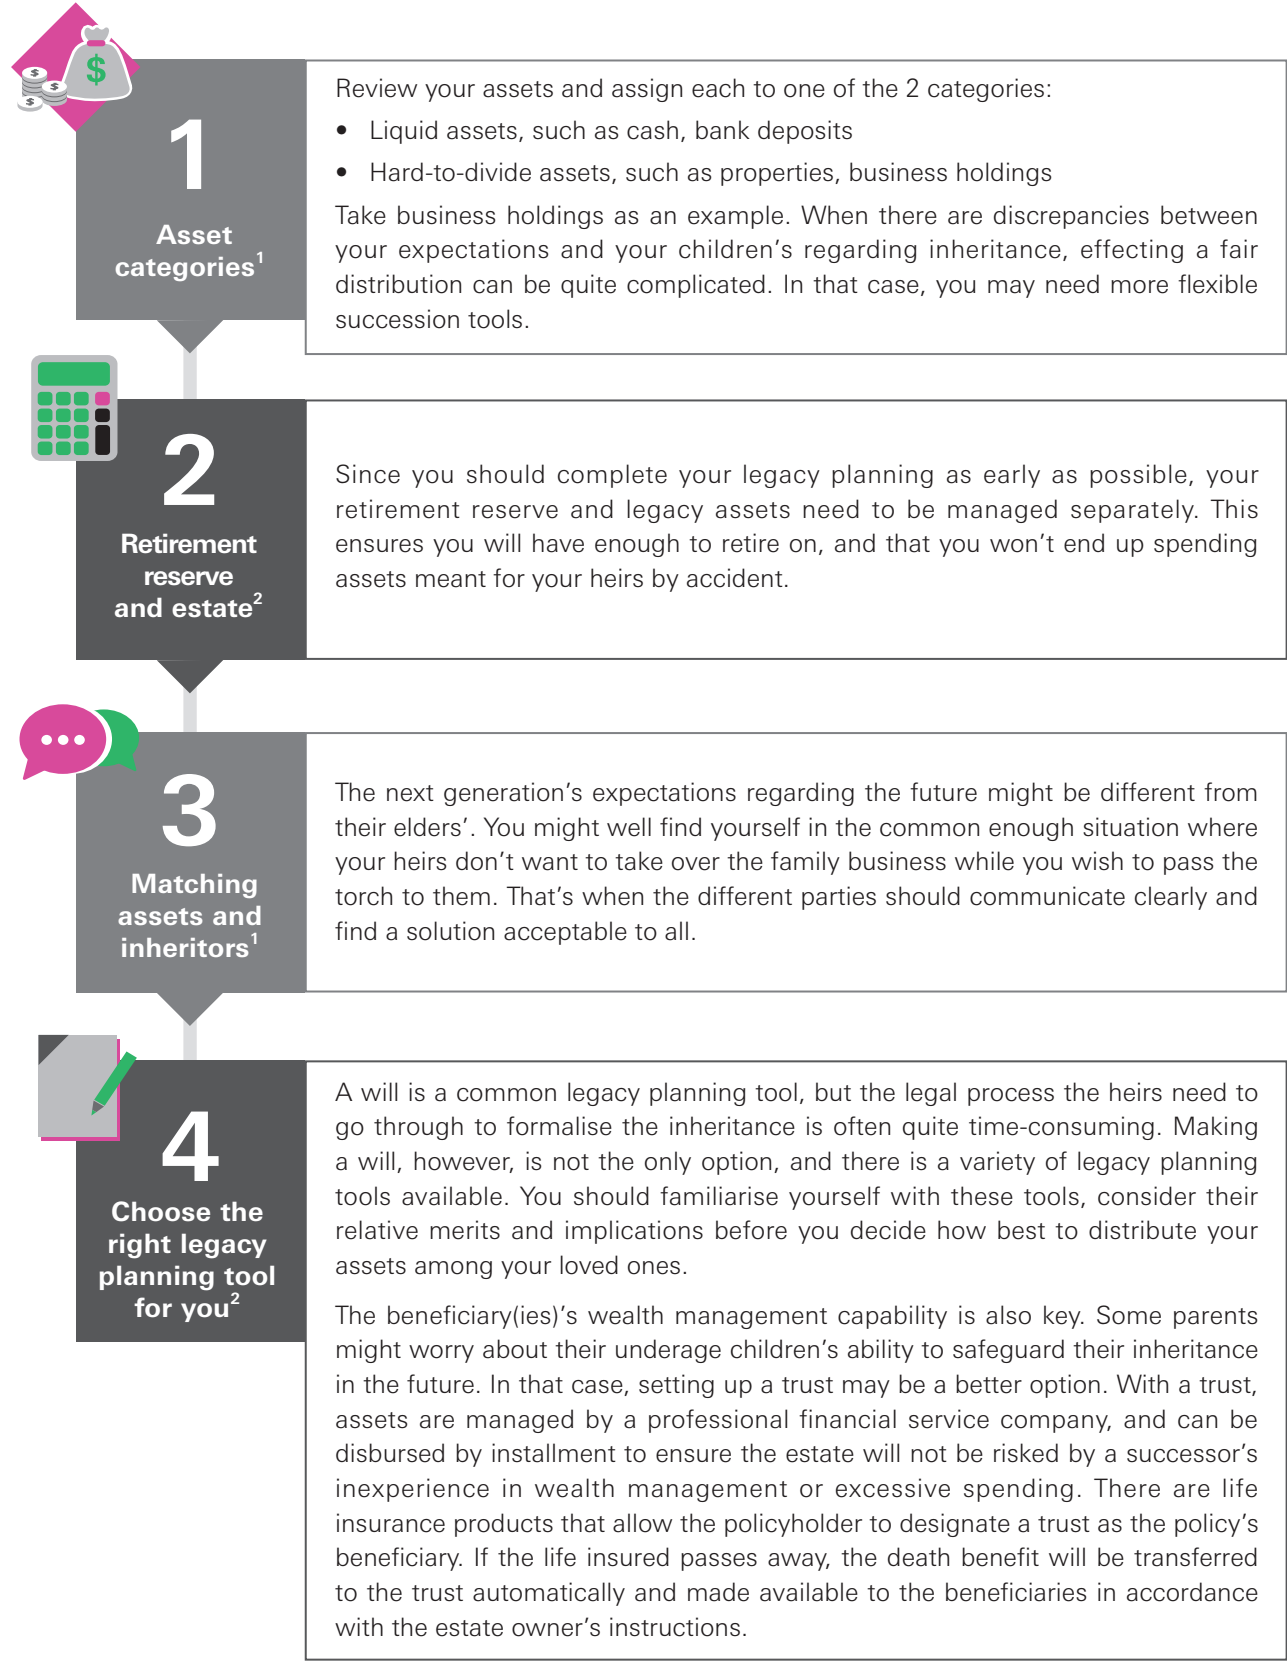 $
$
$
$
1
Asset
categories¹
Review your assets and assign each to one of the 2 categories:
• Liquid assets, such as cash, bank deposits
• Hard-to-divide assets, such as properties, business holdings
Take business holdings as an example. When there are discrepancies between
your expectations and your children’s regarding inheritance, effecting a fair
distribution can be quite complicated. In that case, you may need more flexible
succession tools.
2
Retirement
reserve
and estate²
Since you should complete your legacy planning as early as possible, your
retirement reserve and legacy assets need to be managed separately. This
ensures you will have enough to retire on, and that you won’t end up spending
assets meant for your heirs by accident.
3
Matching
assets and
inheritors¹
The next generation’s expectations regarding the future might be different from
their elders’. You might well find yourself in the common enough situation where
your heirs don’t want to take over the family business while you wish to pass the
torch to them. That’s when the different parties should communicate clearly and
find a solution acceptable to all.
4
Choose the
right legacy
planning tool
for you²
A will is a common legacy planning tool, but the legal process the heirs need to
go through to formalise the inheritance is often quite time-consuming. Making
a will, however, is not the only option, and there is a variety of legacy planning
tools available. You should familiarise yourself with these tools, consider their
relative merits and implications before you decide how best to distribute your
assets among your loved ones.
The beneficiary(ies)’s wealth management capability is also key. Some parents
might worry about their underage children’s ability to safeguard their inheritance
in the future. In that case, setting up a trust may be a better option. With a trust,
assets are managed by a professional financial service company, and can be
disbursed by installment to ensure the estate will not be risked by a successor’s
inexperience in wealth management or excessive spending. There are life
insurance products that allow the policyholder to designate a trust as the policy’s
beneficiary. If the life insured passes away, the death benefit will be transferred
to the trust automatically and made available to the beneficiaries in accordance
with the estate owner’s instructions.